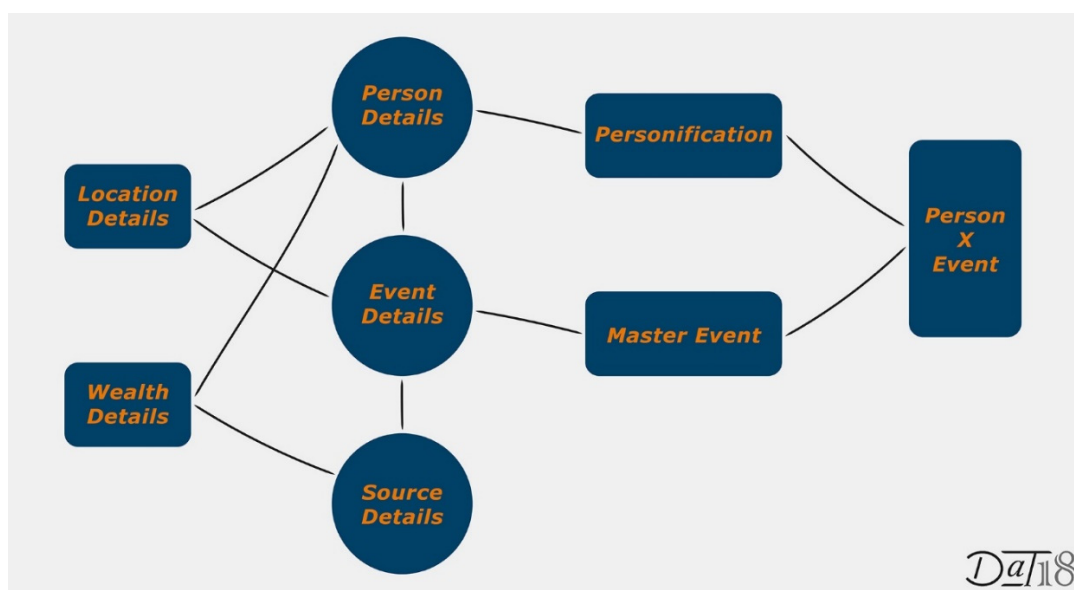 Person
Details
Personification
Location
Details
Person
X
Event
Event
Details
Master Event
Wealth
Details
Source
Details
DaT18